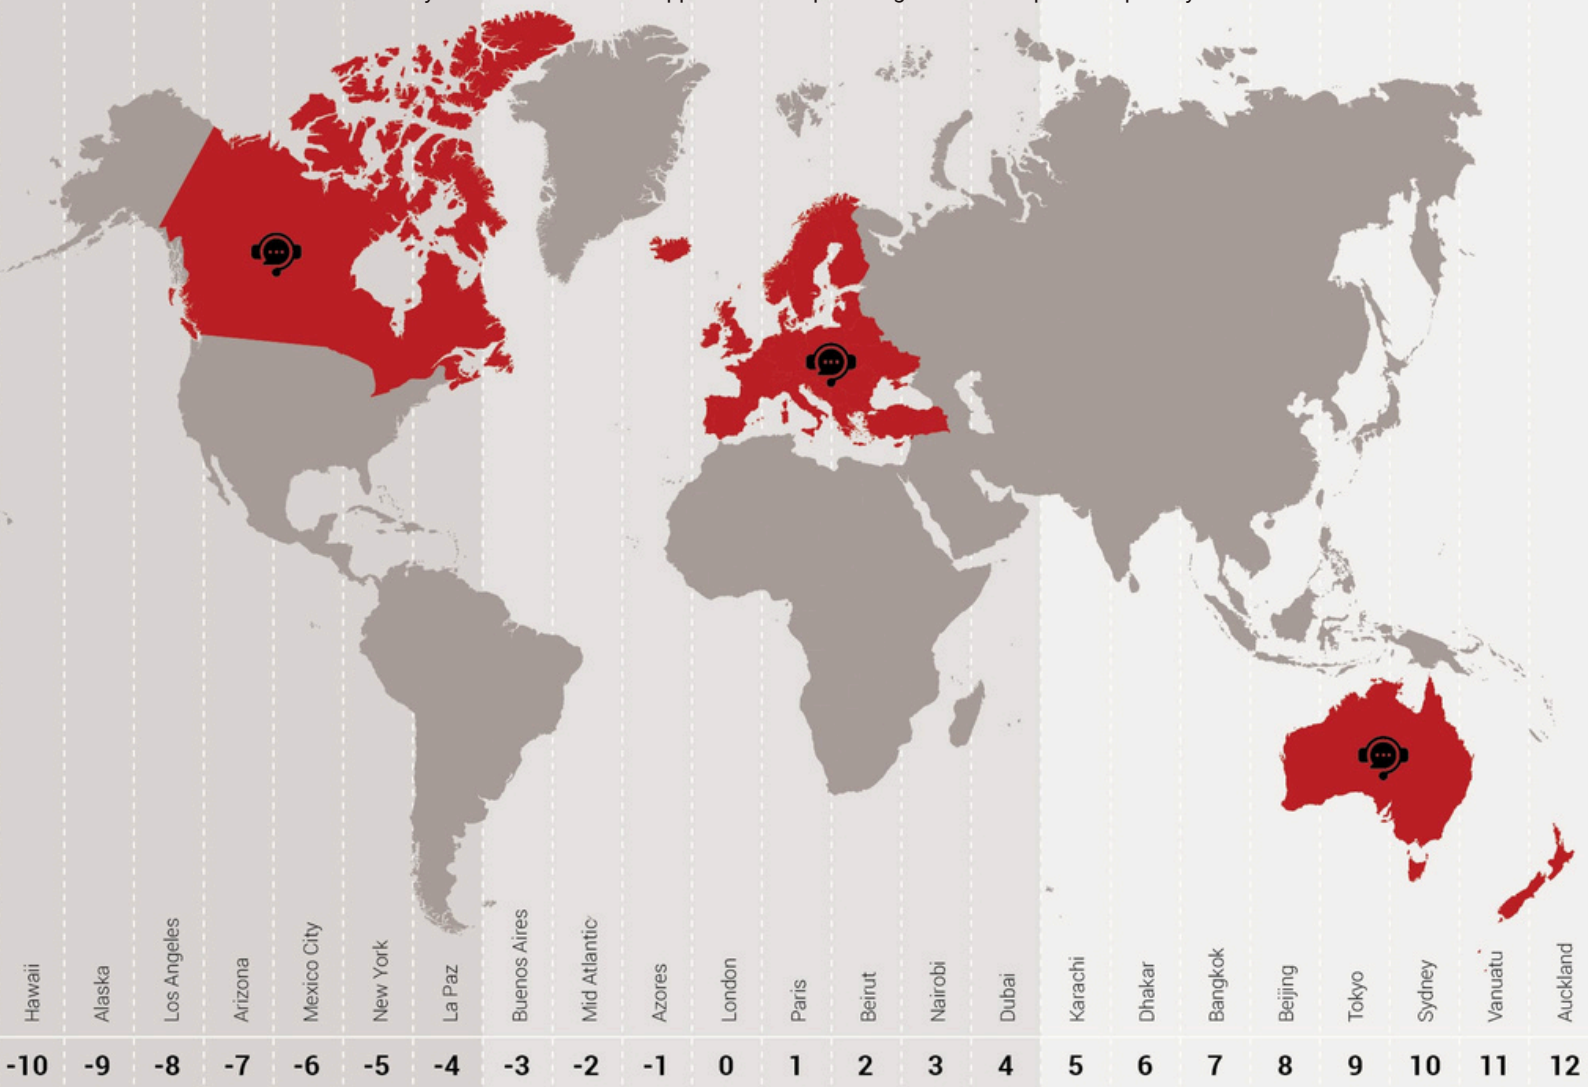 Hawaii
Alaska
Los Angeles
Arizona
Mexico City
New York
La Paz
Buenos Aires
Mid Atlantic
Azores
London
Paris
Beirut
Nairobi
Dubai
Karachi
Dhakar
Bangkok
Beijing
Tokyo
Sydney
Vanuatu
Auckland
-10 -9 -8 -7 -6 -5 -4 -3 -2 -1 0 1 2 3 4 5 6 7 8 9 10 11 12